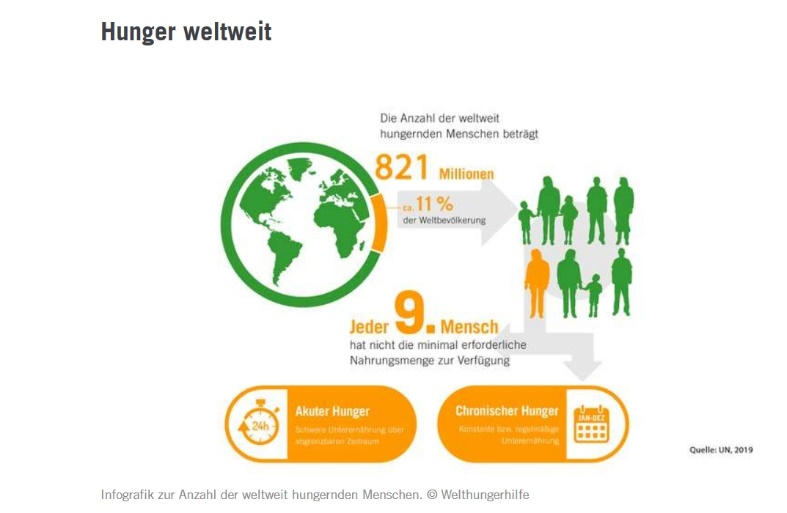 Hunger weltweit
Die Anzahl der weltweit
hungernden Menschen beträgt
821 Millionen
ca. 11 %
der Weltbevölkerung
Jeder 9. Mensch
hat nicht die minimal erforderliche
Nahrungsmenge zur Verfügung
24h
Akuter Hunger
Schwere Unterernährung über
abgrenzbaren Zeitraum
Chronischer Hunger
Konstante bzw. regelmäßige
Unterernährung
JAN-DEZ
Quelle: UN, 2019
Infografik zur Anzahl der weltweit hungernden Menschen. © Welthungerhilfe